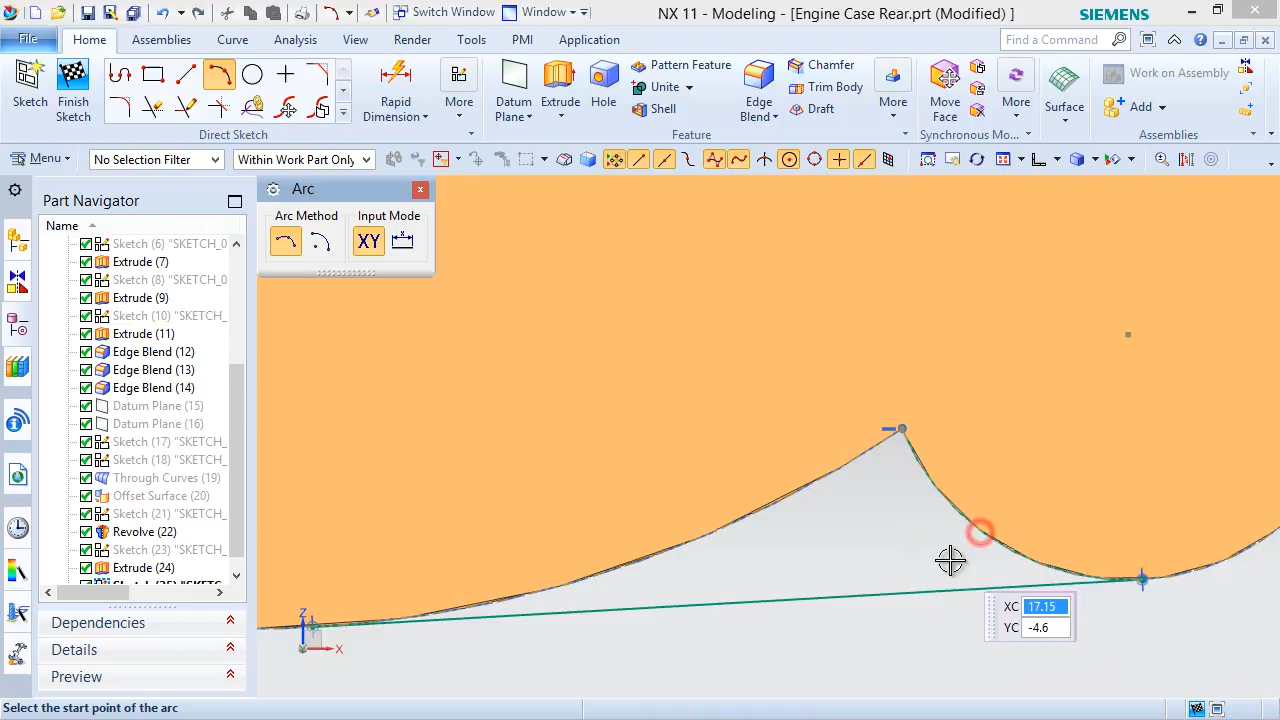 Switch Window Window NX 11 - Modeling - [Engine Case Rear.prt (Modified) ] SIEMENS
File Home Assemblies Curve Analysis View Render Tools PMI Application Find a Command
Sketch Finish Sketch Direct Sketch Rapid Dimension More Datum Plane Extrude Hole Pattern Feature Unite Shell Edge Blend Chamfer Trim Body Draft More Feature Move Face More Synchronous Mo... Surface Work on Assembly Add Assemblies
Menu No Selection Filter Within Work Part Only
Part Navigator
Name
Sketch (6) "SKETCH_0
Extrude (7)
Sketch (8) "SKETCH_0
Extrude (9)
Sketch (10) "SKETCH_
Extrude (11)
Edge Blend (12)
Edge Blend (13)
Edge Blend (14)
Datum Plane (15)
Datum Plane (16)
Sketch (17) "SKETCH_
Sketch (18) "SKETCH_
Through Curves (19)
Offset Surface (20)
Sketch (21) "SKETCH_
Revolve (22)
Sketch (23) "SKETCH_
Extrude (24)
Dependencies
Details
Preview
Arc
Arc Method Input Mode
XY
Z
X
XC 17.15
YC -4.6
Select the start point of the arc